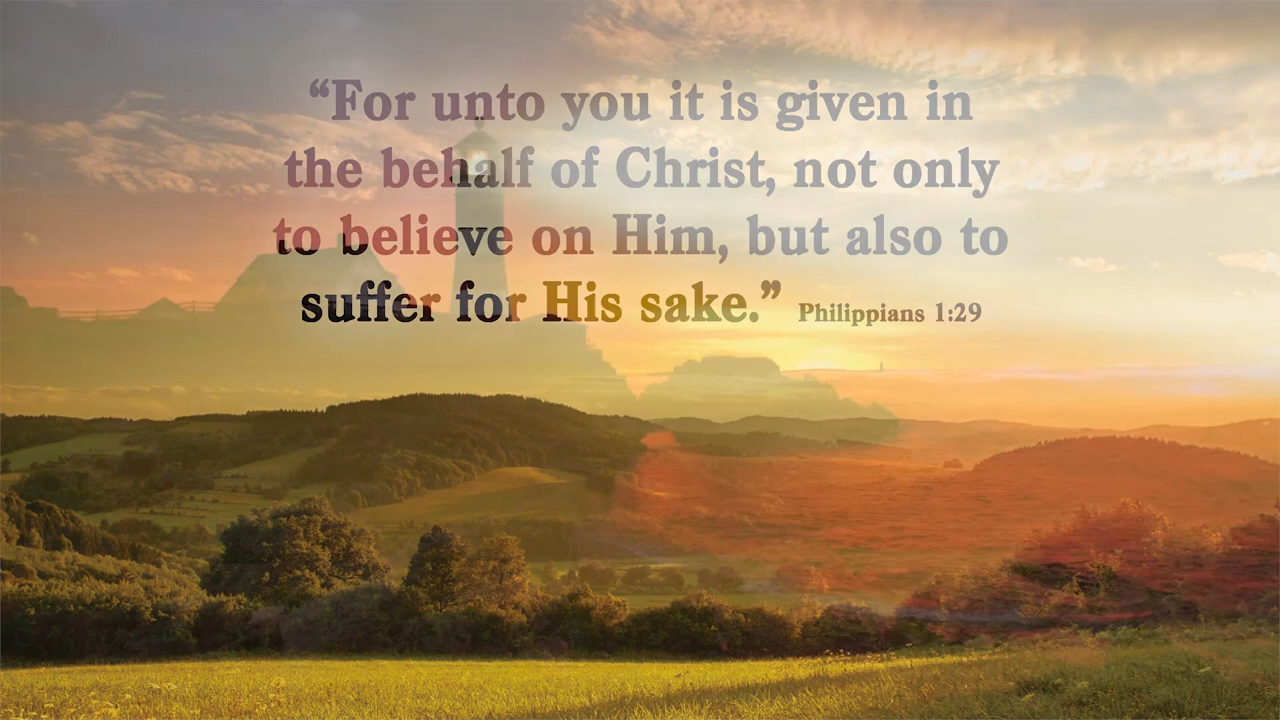 “For unto you it is given in
the behalf of Christ, not only
to believe on Him, but also to
suffer for His sake.” Philippians 1:29